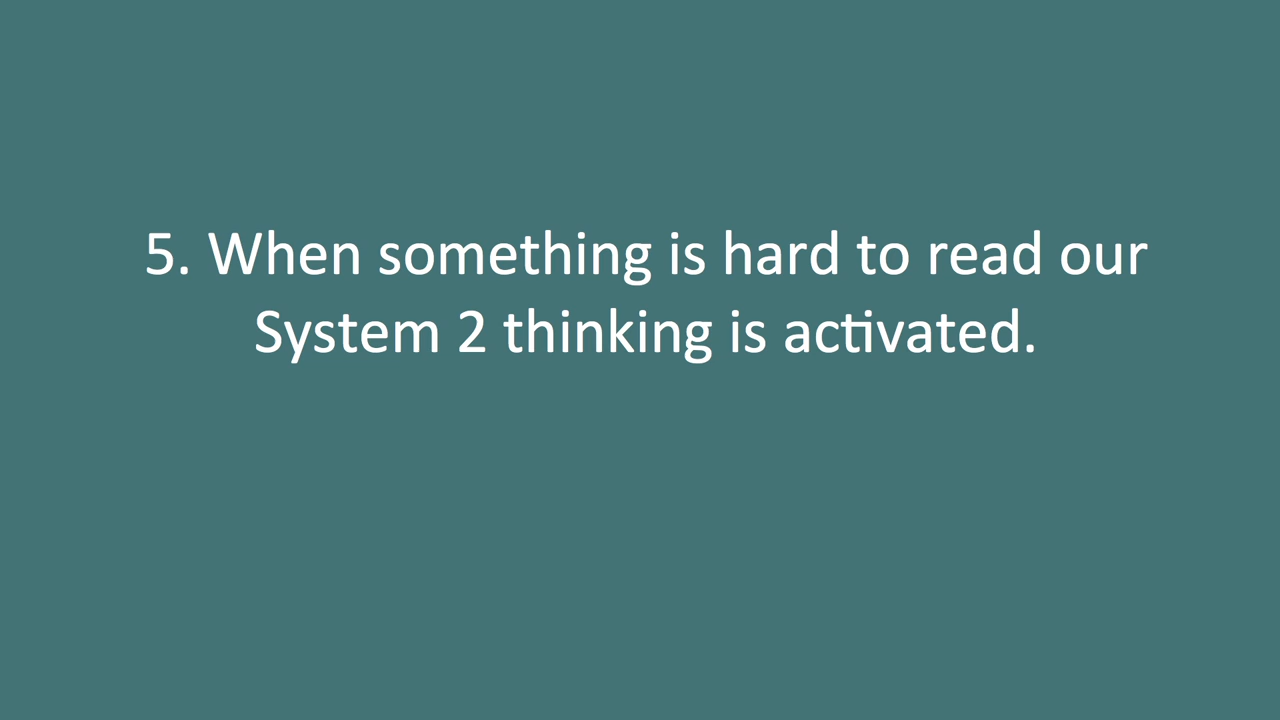 5. When something is hard to read our
System 2 thinking is activated.